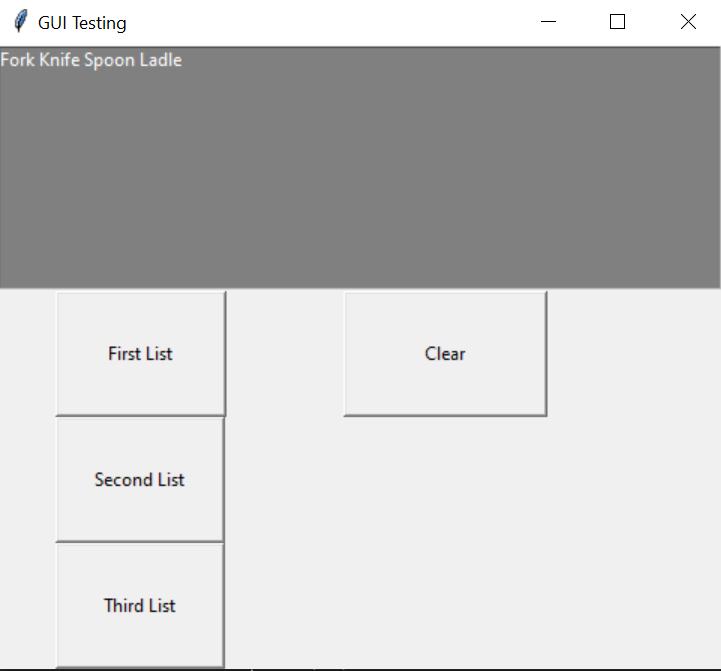 GUI Testing
Fork Knife Spoon Ladle
First List
Clear
Second List
Third List